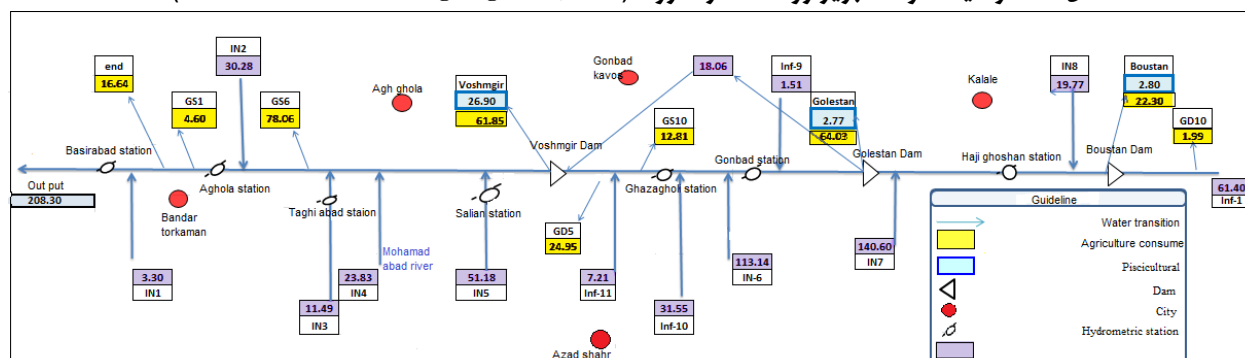 end
16.64
GS1
4.60
IN2
30.28
GS6
78.06
Agh ghola
Voshmgir
26.90
61.85
Gonbad
kavos
18.06
GS10
12.81
Inf-9
1.51
Golestan
2.77
64.03
Kalale
IN8
19.77
Boustan
2.80
22.30
GD10
1.99
Basirabad station
Aghola station
Voshmgir Dam
Ghazagholi station
Gonbad station
Golestan Dam
Haji ghoshan station
Boustan Dam
Out put
208.30
Bandar
torkaman
Taghi abad staion
Salian station
61.40
Inf-1
Mohamad
abad river
GD5
24.95
3.30
IN1
11.49
IN3
23.83
IN4
51.18
IN5
7.21
Inf-11
31.55
Inf-10
113.14
IN-6
140.60
IN7
Azad shahr
Guideline
Water transition
Agriculture consume
Piscicultural
Dam
City
Hydrometric station